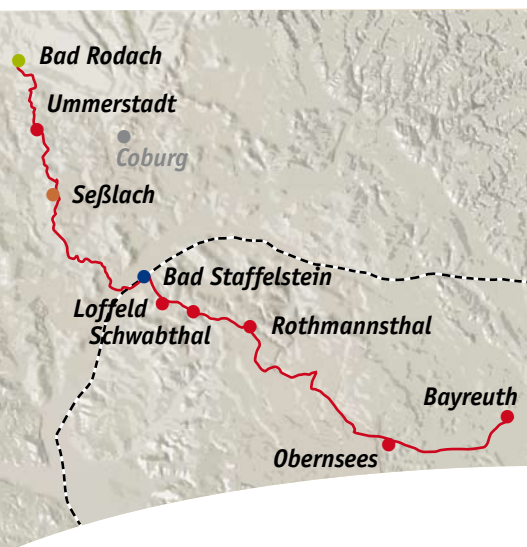 Bad Rodach
Ummerstadt
Coburg
Seßlach
Bad Staffelstein
Loffeld
Schwabthal
Rothmannsthal
Bayreuth
Obernsees